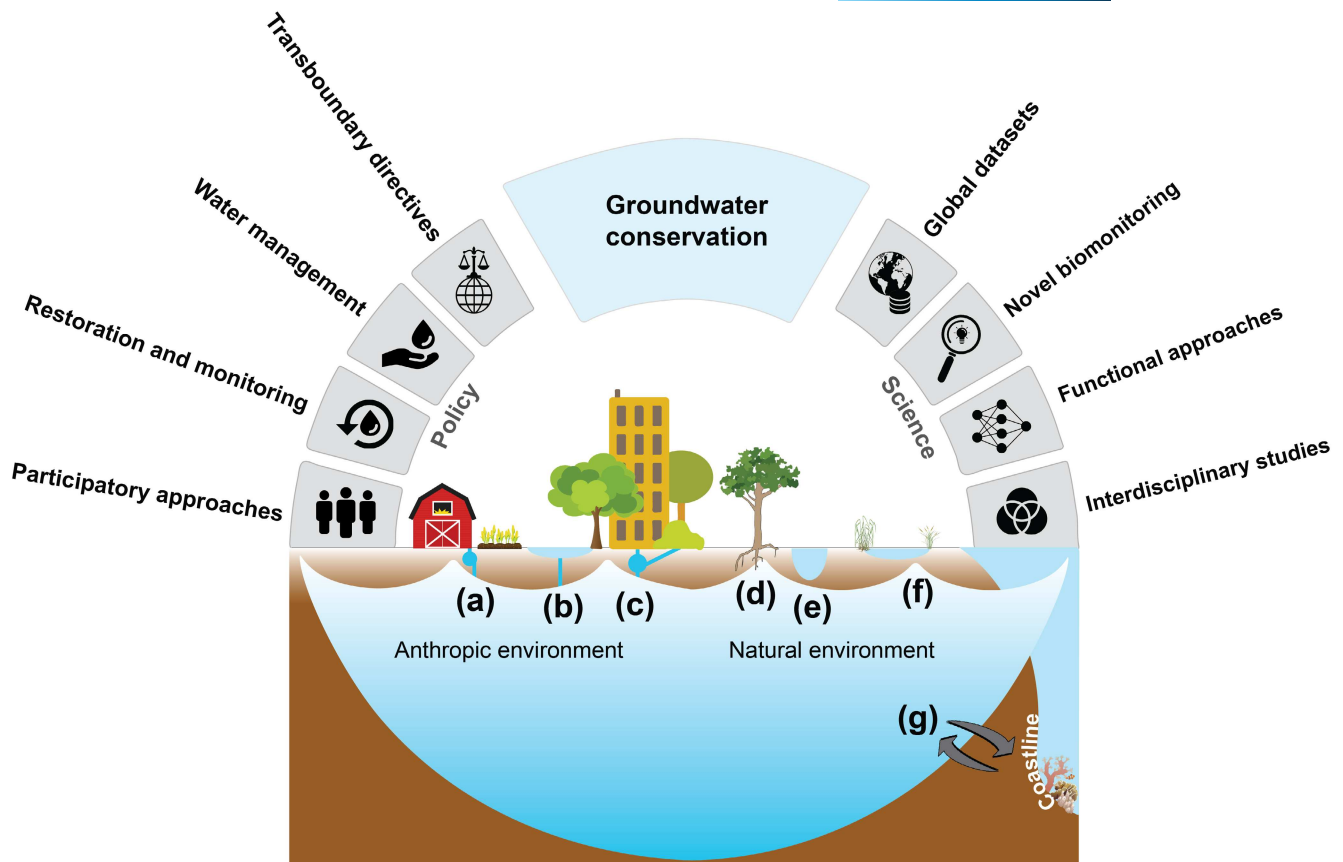 Transboundary directives
Water management
Restoration and monitoring
Participatory approaches
Policy
Groundwater
conservation
Global datasets
Novel biomonitoring
Functional approaches
Interdisciplinary studies
Science
(a)
(b)
(c)
(d)
(e)
(f)
Anthropic environment
Natural environment
(g)
Coastline